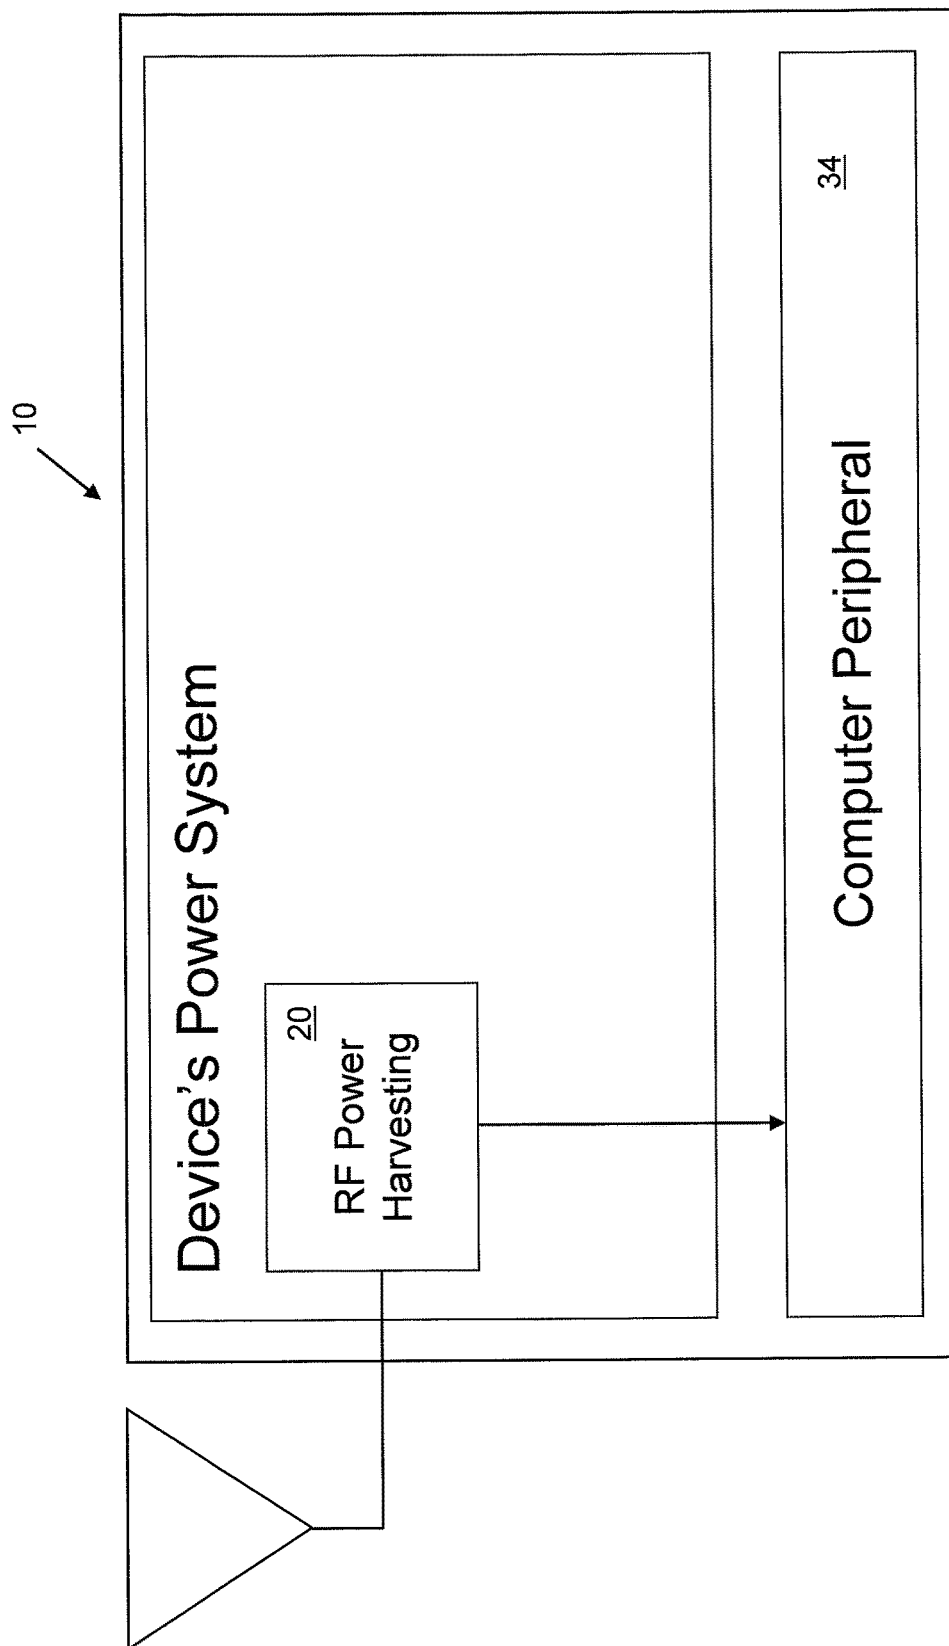 10
Device's Power System
20
RF Power
Harvesting
34
Computer Peripheral